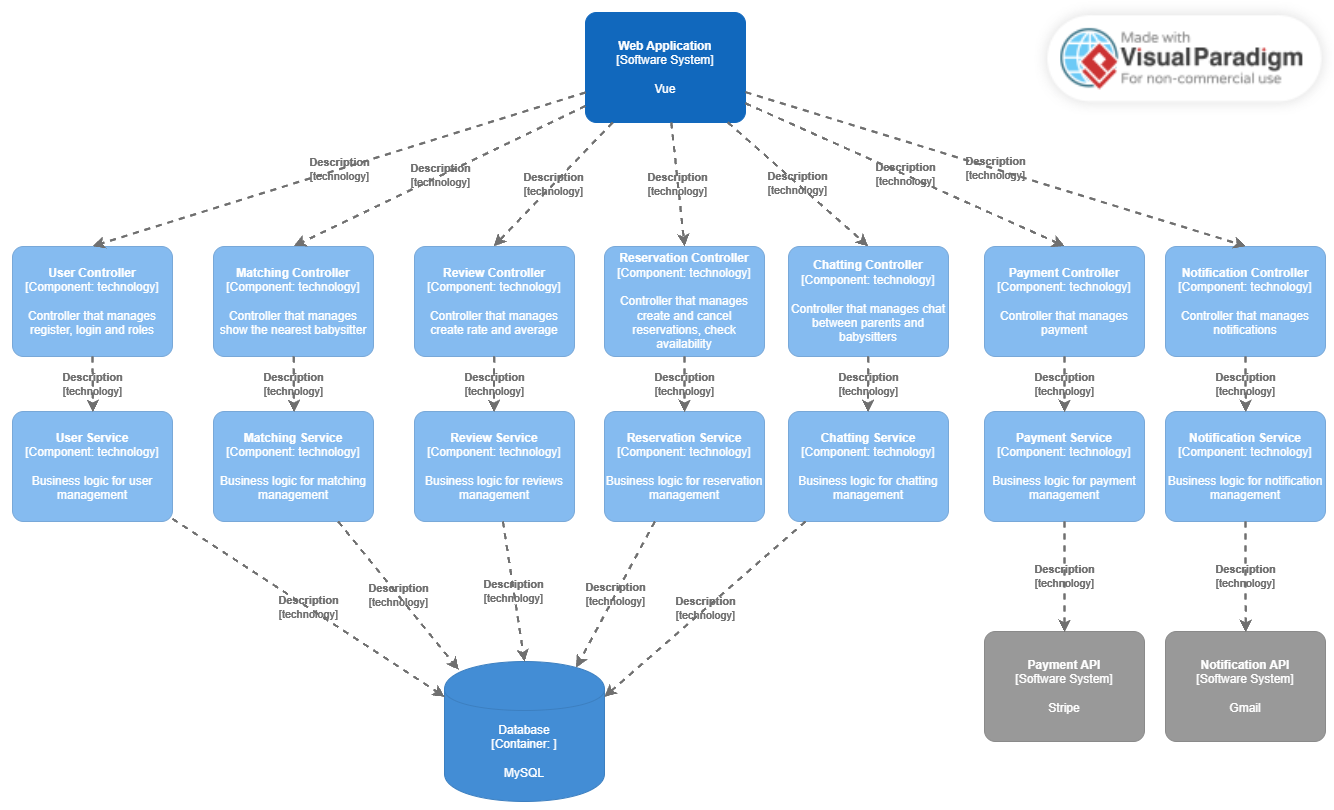 Web Application
[Software System]
Vue
Made with
Visual Paradigm
For non-commercial use
Description
[technology]
Description
[technology]
Description
[technology]
Description
[technology]
Description
[technology]
Description
[technology]
Description
[technology]
User Controller
[Component: technology]
Controller that manages
register, login and roles
Matching Controller
[Component: technology]
Controller that manages
show the nearest babysitter
Review Controller
[Component: technology]
Controller that manages
create rate and average
Reservation Controller
[Component: technology]
Controller that manages
create and cancel
reservations, check
availability
Chatting Controller
[Component: technology]
Controller that manages chat
between parents and
babysitters
Payment Controller
[Component: technology]
Controller that manages
payment
Notification Controller
[Component: technology]
Controller that manages
notifications
Description
[technology]
Description
[technology]
Description
[technology]
Description
[technology]
Description
[technology]
Description
[technology]
Description
[technology]
User Service
[Component: technology]
Business logic for user
management
Matching Service
[Component: technology]
Business logic for matching
management
Review Service
[Component: technology]
Business logic for reviews
management
Reservation Service
[Component: technology]
Business logic for reservation
management
Chatting Service
[Component: technology]
Business logic for chatting
management
Payment Service
[Component: technology]
Business logic for payment
management
Notification Service
[Component: technology]
Business logic for notification
management
Description
[technology]
Description
[technology]
Description
[technology]
Description
[technology]
Description
[technology]
Description
[technology]
Description
[technology]
Database
[Container: ]
MySQL
Payment API
[Software System]
Stripe
Notification API
[Software System]
Gmail